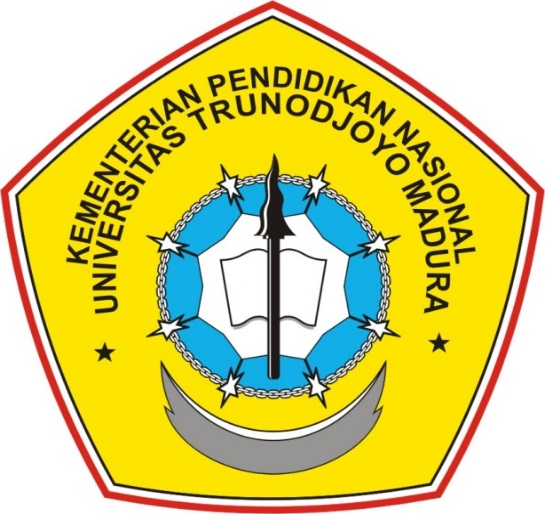 KEMENTERIAN PENDIDIKAN NASIONAL
UNIVERSITAS TRUNODJOYO MADURA